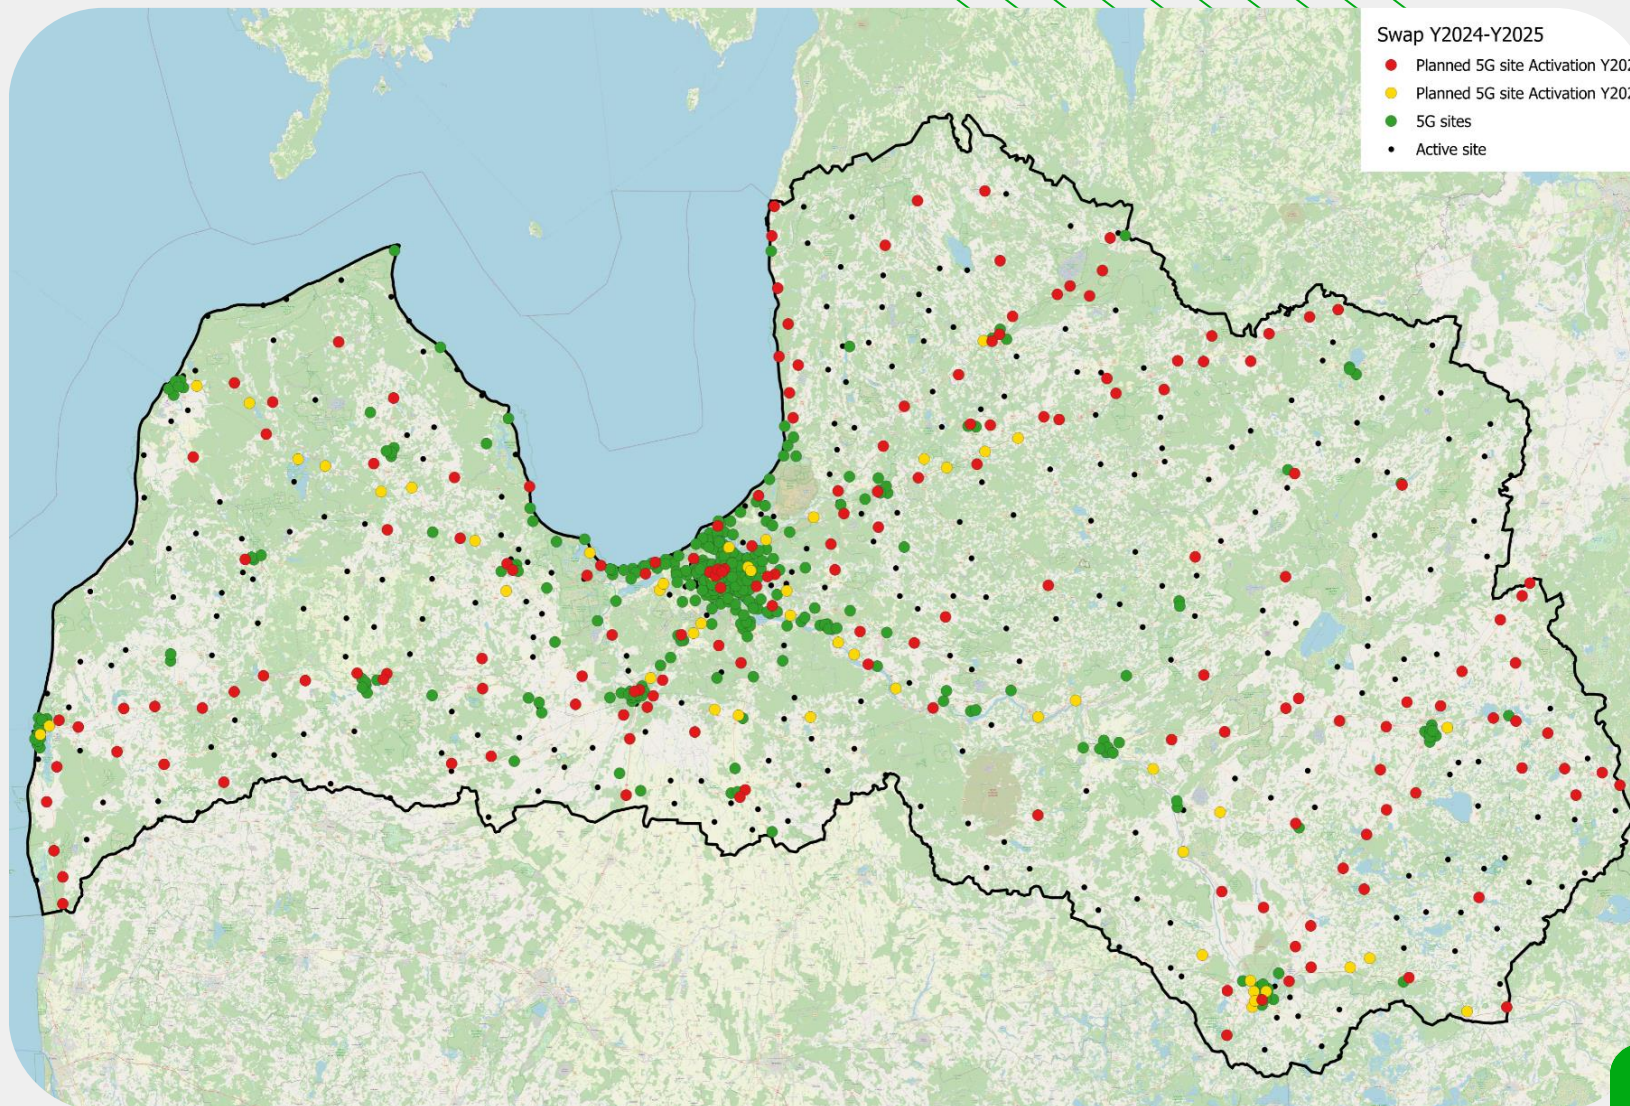 Swap Y2024-Y2025
Planned 5G site Activation Y202
Planned 5G site Activation Y202
5G sites
Active site